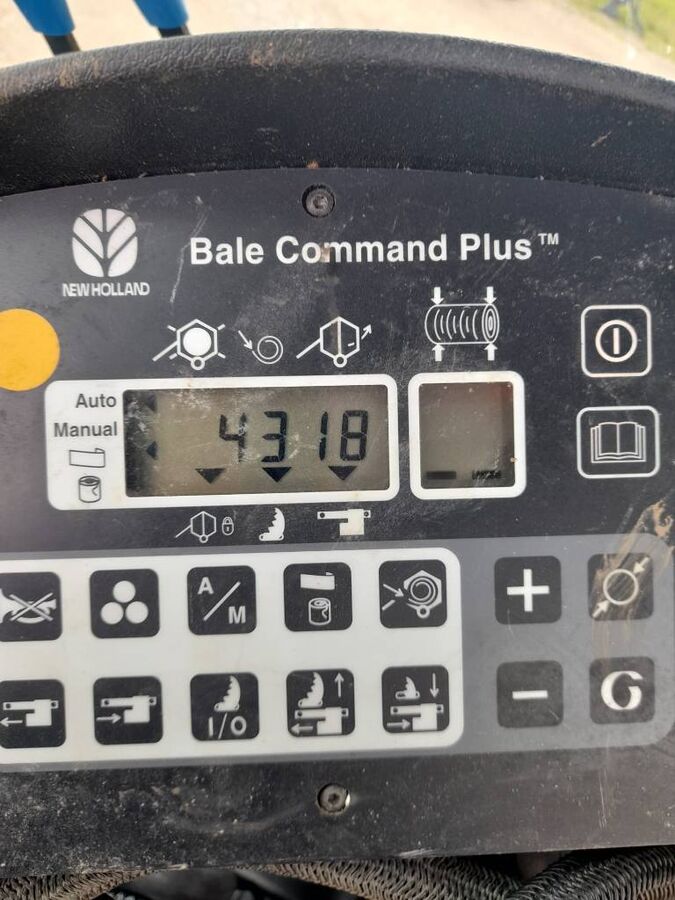 Bale Command Plus™
NEW HOLLAND
Auto
Manual
4318
A/M
+
I/O
−